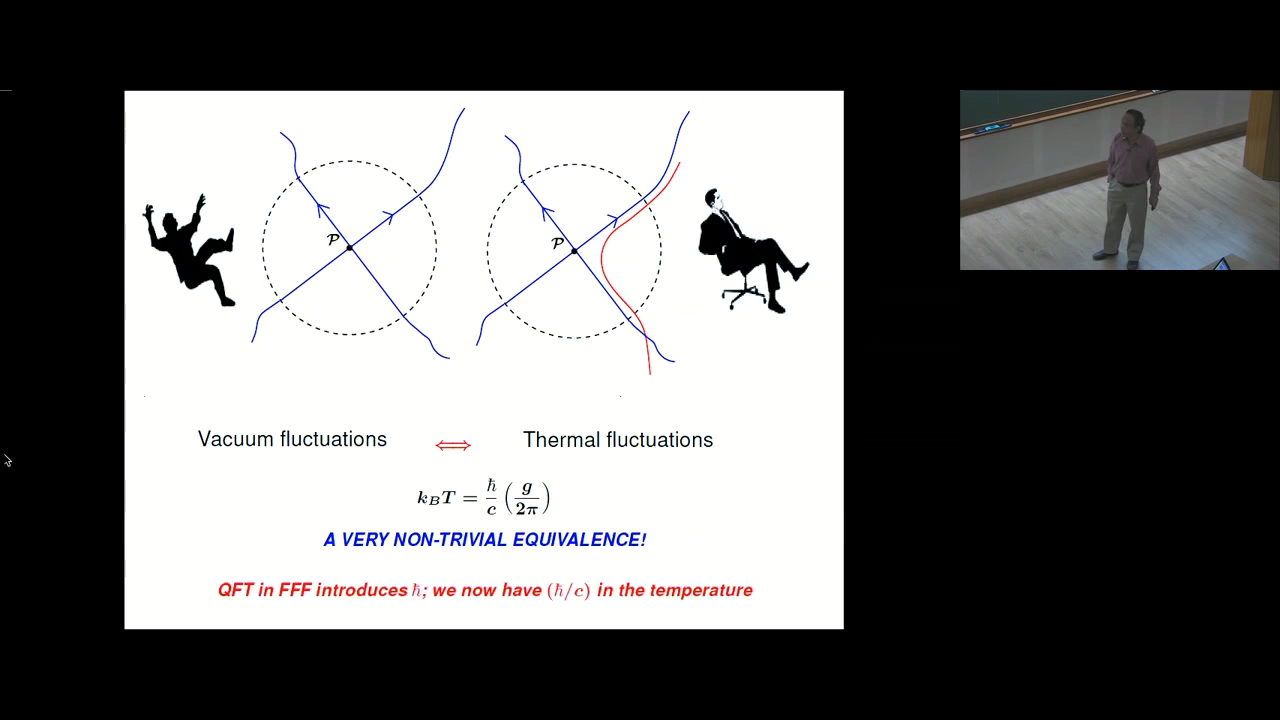 P
P
Vacuum fluctuations ⟺ Thermal fluctuations
k_B T = ħ/c (g/2π)
A VERY NON-TRIVIAL EQUIVALENCE!
QFT in FFF introduces ħ; we now have (ħ/c) in the temperature